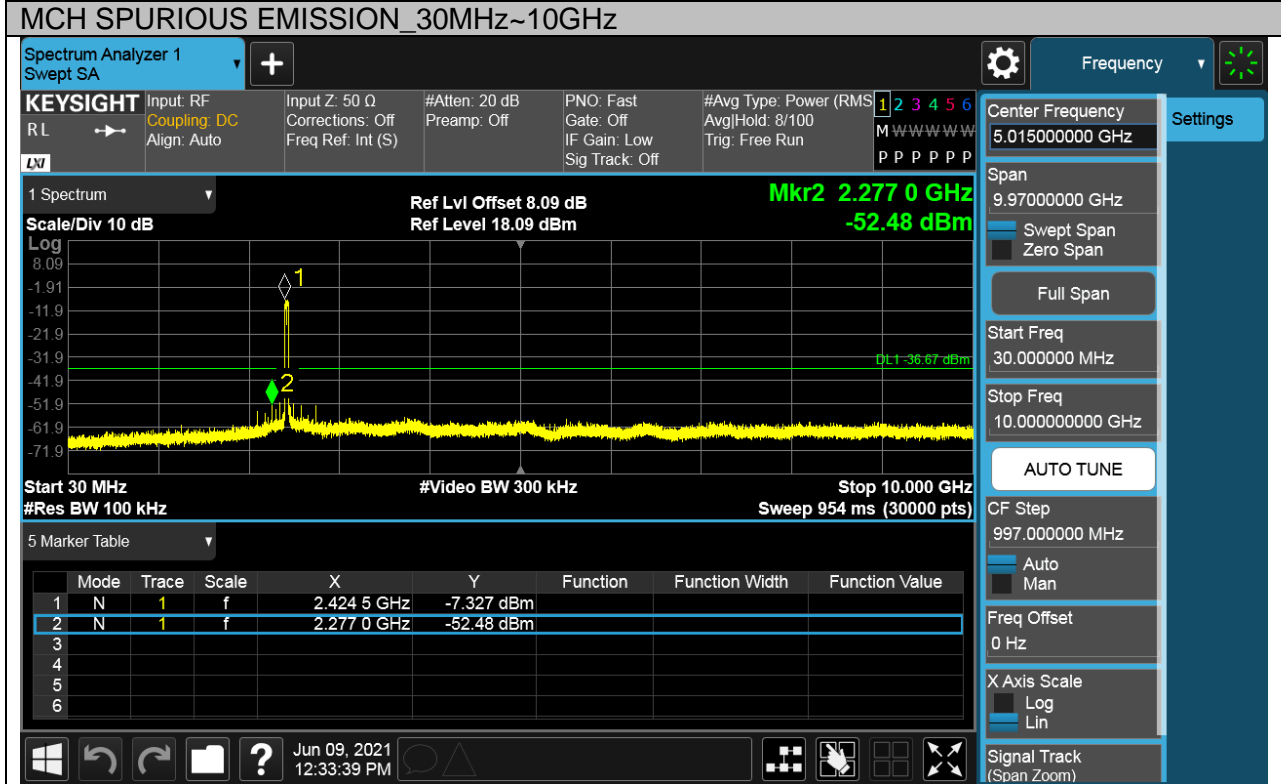 MCH SPURIOUS EMISSION_30MHz~10GHz
Spectrum Analyzer 1
Swept SA
+
Frequency
KEYSIGHT
RL
LXI
Input: RF
Coupling: DC
Align: Auto
Input Z: 50 Ω
Corrections: Off
Freq Ref: Int (S)
#Atten: 20 dB
Preamp: Off
PNO: Fast
Gate: Off
IF Gain: Low
Sig Track: Off
#Avg Type: Power (RMS
Avg|Hold: 8/100
Trig: Free Run
1 2 3 4 5 6
M W W W W W
P P P P P P
1 Spectrum
Scale/Div 10 dB
Ref Lvl Offset 8.09 dB
Ref Level 18.09 dBm
Mkr2 2.277 0 GHz
-52.48 dBm
Log
8.09
-1.91
-11.9
-21.9
-31.9
-41.9
-51.9
-61.9
-71.9
1
2
DL1 -36.67 dBm
Start 30 MHz
#Video BW 300 kHz
Stop 10.000 GHz
#Res BW 100 kHz
Sweep 954 ms (30000 pts)
5 Marker Table
Mode Trace Scale X Y Function Function Width Function Value
1 N 1 f 2.424 5 GHz -7.327 dBm
2 N 1 f 2.277 0 GHz -52.48 dBm
3
4
5
6
?
Jun 09, 2021
12:33:39 PM
Center Frequency
5.015000000 GHz
Settings
Span
9.97000000 GHz
Swept Span
Zero Span
Full Span
Start Freq
30.000000 MHz
Stop Freq
10.000000000 GHz
AUTO TUNE
CF Step
997.000000 MHz
Auto
Man
Freq Offset
0 Hz
X Axis Scale
Log
Lin
Signal Track
(Span Zoom)